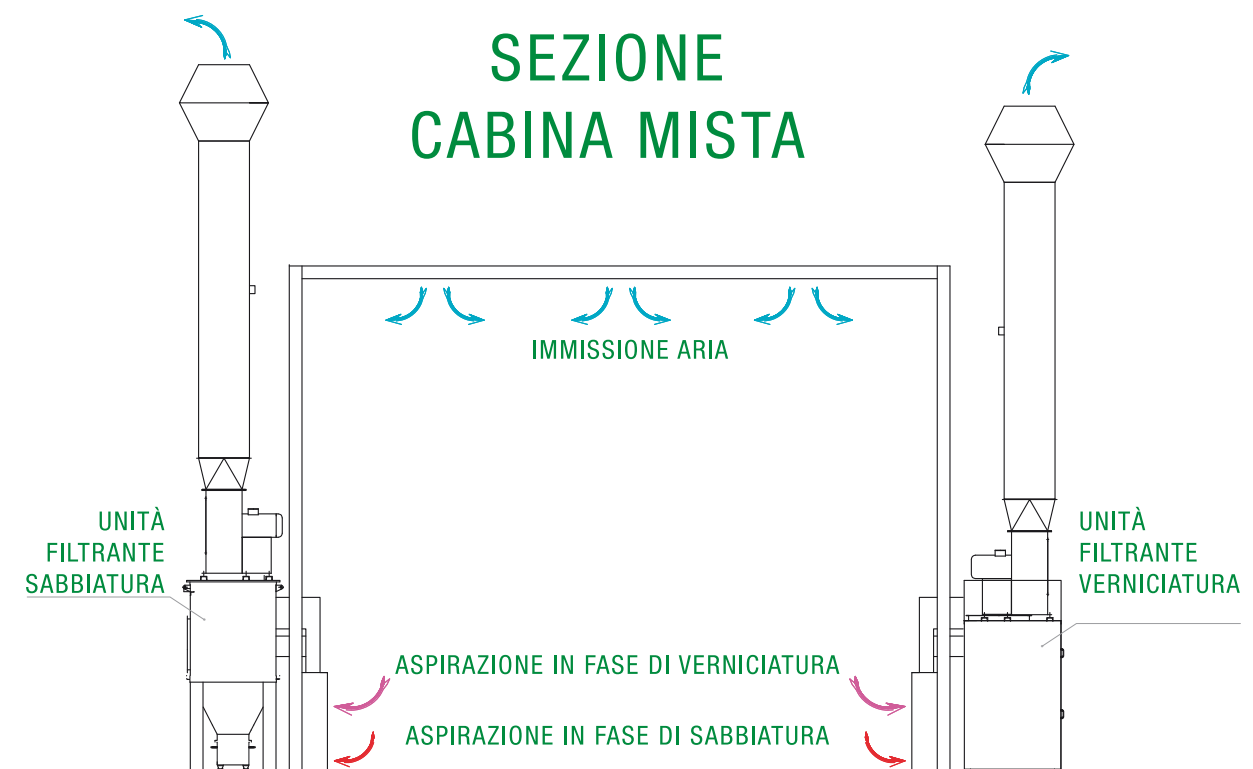 SEZIONE
CABINA MISTA
IMMISSIONE ARIA
UNITÀ
FILTRANTE
SABBIATURA
UNITÀ
FILTRANTE
VERNICIATURA
ASPIRAZIONE IN FASE DI VERNICIATURA
ASPIRAZIONE IN FASE DI SABBIATURA